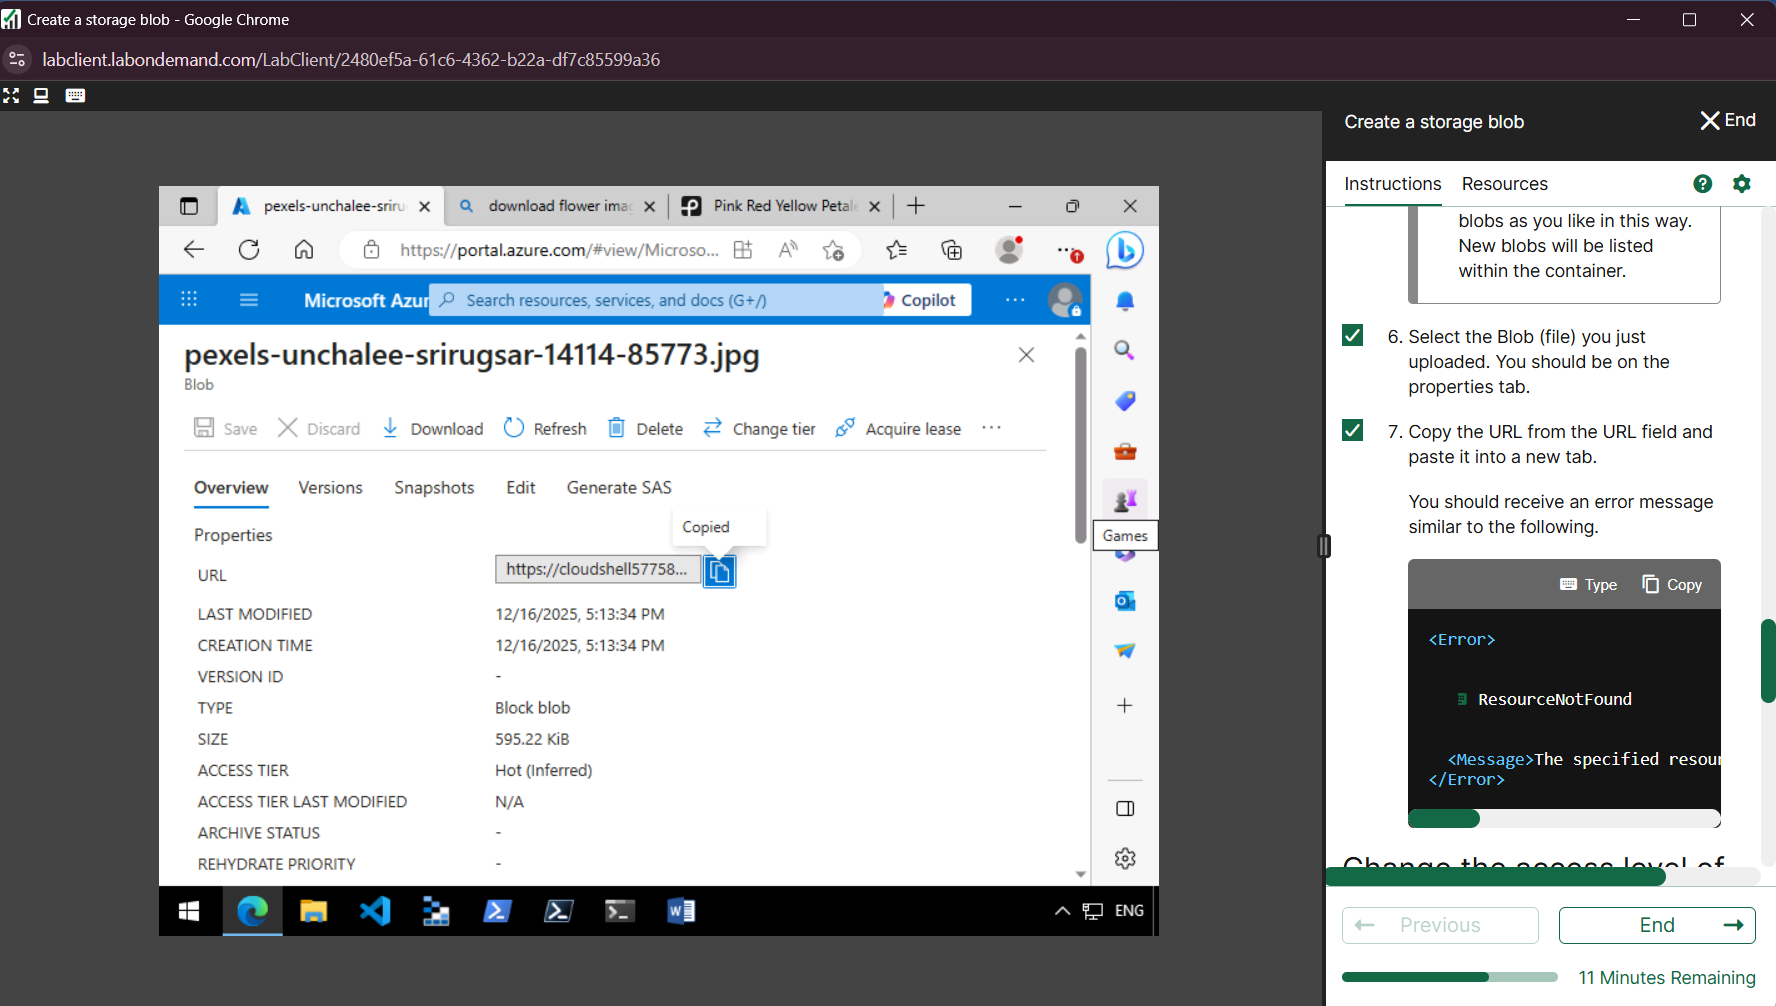 Create a storage blob - Google Chrome
labclient.labondemand.com/LabClient/2480ef5a-61c6-4362-b22a-df7c85599a36
Create a storage blob
End
Instructions
Resources
pexels-unchalee-sriru
download flower ima
Pink Red Yellow Petal
https://portal.azure.com/#view/Microso...
Microsoft Azur
Search resources, services, and docs (G+/)
Copilot
pexels-unchalee-srirugsar-14114-85773.jpg
Blob
Save
Discard
Download
Refresh
Delete
Change tier
Acquire lease
Overview
Versions
Snapshots
Edit
Generate SAS
Copied
Games
Properties
URL
https://cloudshell57758...
LAST MODIFIED
12/16/2025, 5:13:34 PM
CREATION TIME
12/16/2025, 5:13:34 PM
VERSION ID
-
TYPE
Block blob
SIZE
595.22 KiB
ACCESS TIER
Hot (Inferred)
ACCESS TIER LAST MODIFIED
N/A
ARCHIVE STATUS
-
REHYDRATE PRIORITY
-
ENG
blobs as you like in this way.
New blobs will be listed
within the container.
6. Select the Blob (file) you just
uploaded. You should be on the
properties tab.
7. Copy the URL from the URL field and
paste it into a new tab.
You should receive an error message
similar to the following.
Type
Copy
<Error>
ResourceNotFound
<Message>The specified resour
</Error>
Change the access level of
Previous
End
11 Minutes Remaining